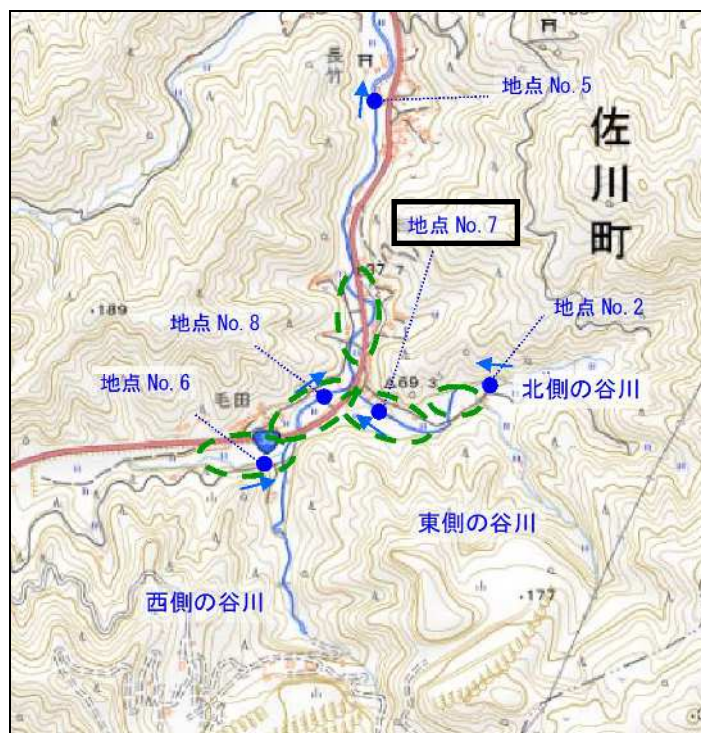 長竹
地点 No.5
佐川町
地点 No.7
189
地点 No.8
地点 No.2
地点 No.6
毛田
69.3
北側の谷川
東側の谷川
西側の谷川
177